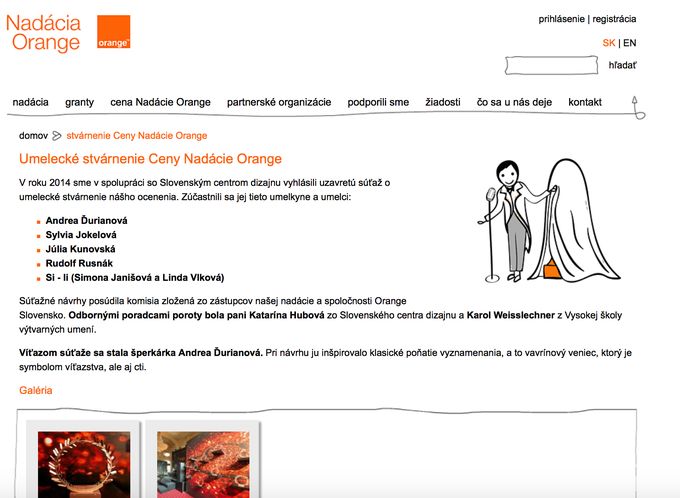 Nadácia
Orange
orange™
prihlásenie | registrácia
SK | EN
hľadať
nadácia granty cena Nadácie Orange partnerské organizácie podporili sme žiadosti čo sa u nás deje kontakt
domov stvárnenie Ceny Nadácie Orange
Umelecké stvárnenie Ceny Nadácie Orange
V roku 2014 sme v spolupráci so Slovenským centrom dizajnu vyhlásili uzavretú súťaž o
umelecké stvárnenie nášho ocenenia. Zúčastnili sa jej tieto umelkyne a umelci:
Andrea Ďurianová
Sylvia Jokelová
Júlia Kunovská
Rudolf Rusnák
Si - li (Simona Janišová a Linda Vlková)
Súťažné návrhy posúdila komisia zložená zo zástupcov našej nadácie a spoločnosti Orange
Slovensko. Odbornými poradcami poroty bola pani Katarína Hubová zo Slovenského centra dizajnu a Karol Weisslechner z Vysokej školy
výtvarných umení.
Víťazom súťaže sa stala šperkárka Andrea Ďurianová. Pri návrhu ju inšpirovalo klasické poňatie vyznamenania, a to vavrínový veniec, ktorý je
symbolom víťazstva, ale aj cti.
Galéria